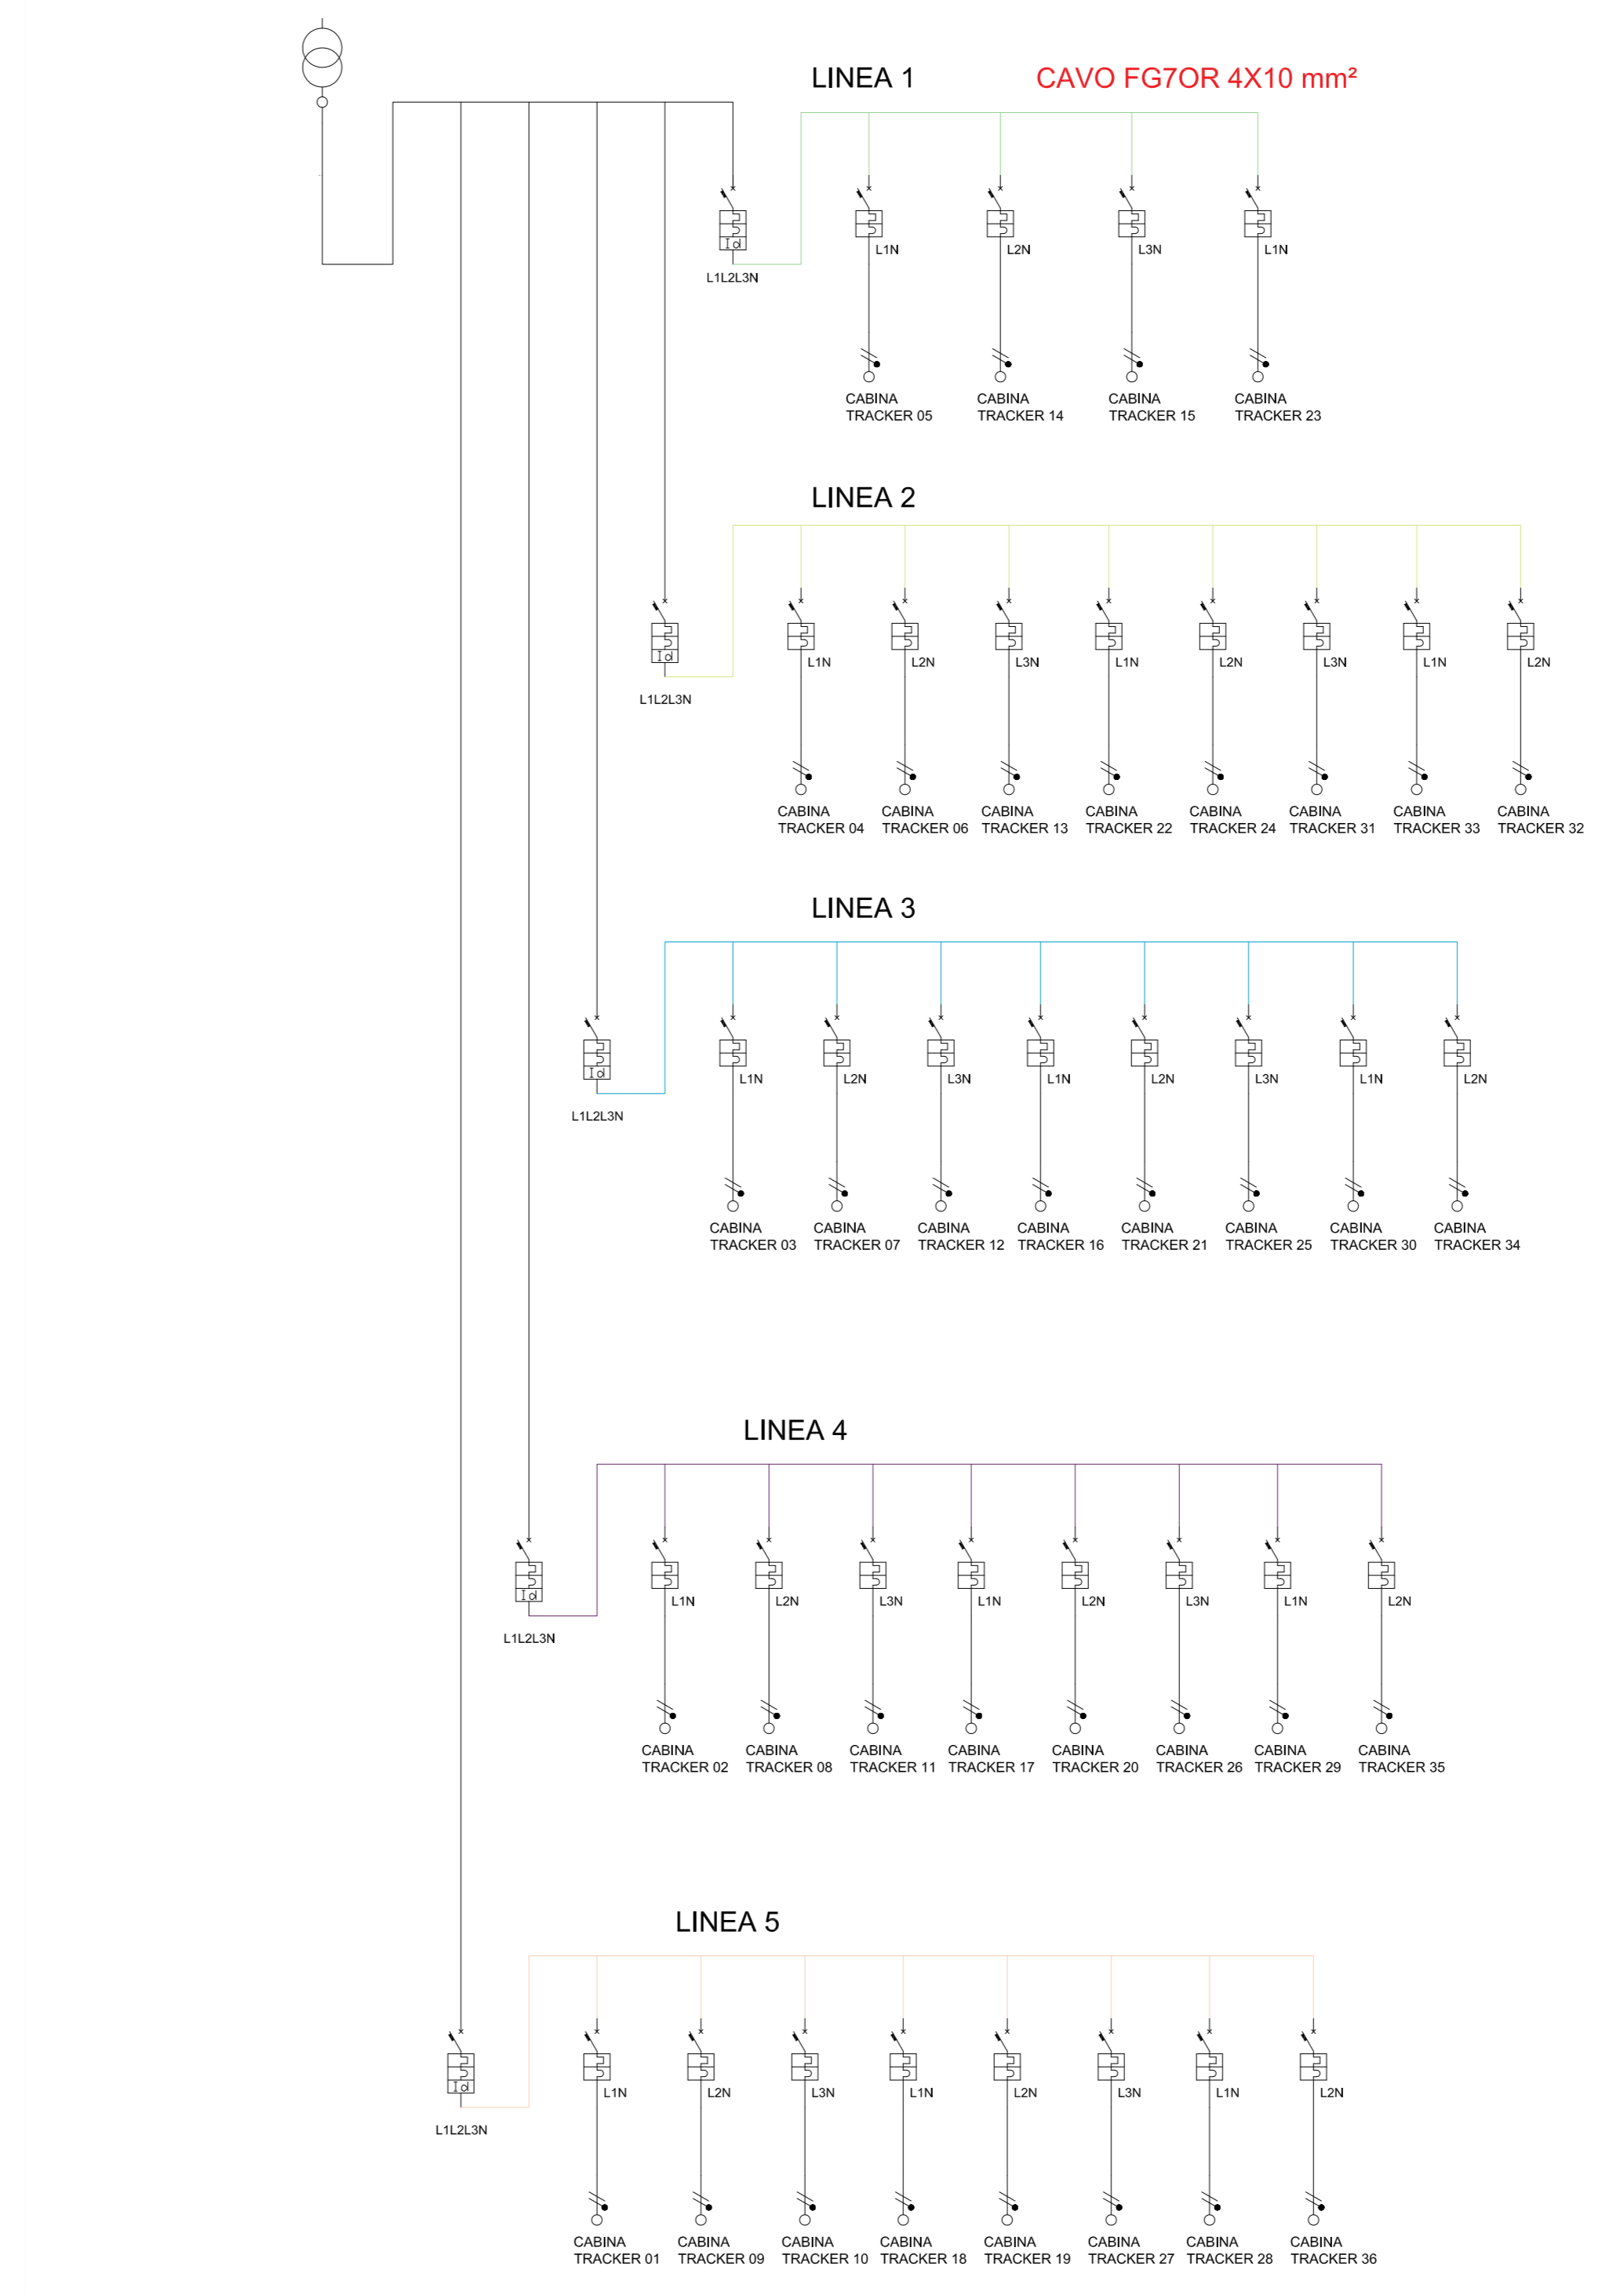 LINEA 1 CAVO FG7OR 4X10 mm²
Id
L1N L2N L3N L1N
L1L2L3N
CABINA CABINA CABINA CABINA
TRACKER 05 TRACKER 14 TRACKER 15 TRACKER 23
LINEA 2
Id
L1N L2N L3N L1N L2N L3N L1N L2N
L1L2L3N
CABINA CABINA CABINA CABINA CABINA CABINA CABINA CABINA
TRACKER 04 TRACKER 06 TRACKER 13 TRACKER 22 TRACKER 24 TRACKER 31 TRACKER 33 TRACKER 32
LINEA 3
Id
L1N L2N L3N L1N L2N L3N L1N L2N
L1L2L3N
CABINA CABINA CABINA CABINA CABINA CABINA CABINA CABINA
TRACKER 03 TRACKER 07 TRACKER 12 TRACKER 16 TRACKER 21 TRACKER 25 TRACKER 30 TRACKER 34
LINEA 4
Id
L1N L2N L3N L1N L2N L3N L1N L2N
L1L2L3N
CABINA CABINA CABINA CABINA CABINA CABINA CABINA CABINA
TRACKER 02 TRACKER 08 TRACKER 11 TRACKER 17 TRACKER 20 TRACKER 26 TRACKER 29 TRACKER 35
LINEA 5
Id
L1N L2N L3N L1N L2N L3N L1N L2N
L1L2L3N
CABINA CABINA CABINA CABINA CABINA CABINA CABINA CABINA
TRACKER 01 TRACKER 09 TRACKER 10 TRACKER 18 TRACKER 19 TRACKER 27 TRACKER 28 TRACKER 36